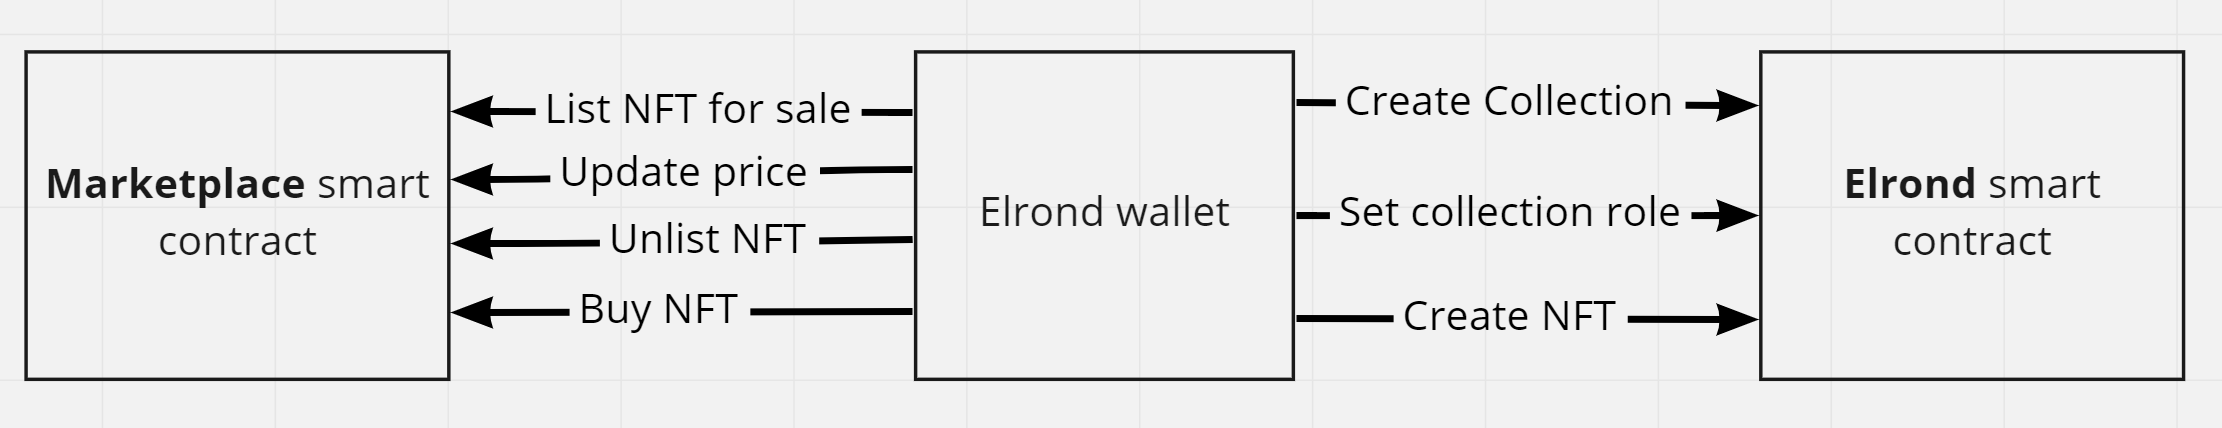 Marketplace smart
contract
List NFT for sale
Update price
Unlist NFT
Buy NFT
Elrond wallet
Create Collection
Set collection role
Create NFT
Elrond smart
contract